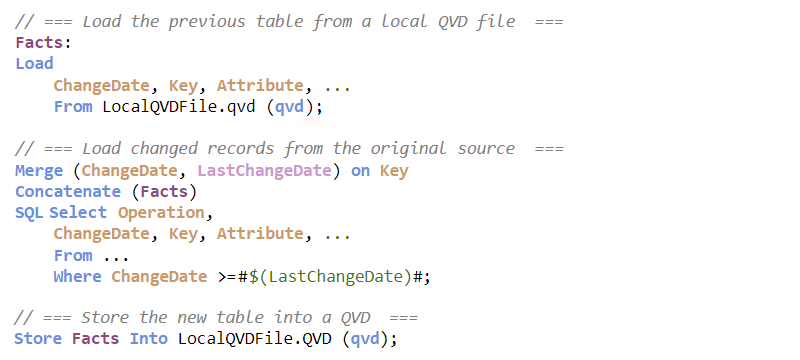 // === Load the previous table from a local QVD file  ===
Facts:
Load
    ChangeDate, Key, Attribute, ...
    From LocalQVDFile.qvd (qvd);

// === Load changed records from the original source  ===
Merge (ChangeDate, LastChangeDate) on Key
Concatenate (Facts)
SQL Select Operation,
    ChangeDate, Key, Attribute, ...
    From ...
    Where ChangeDate >=#$(LastChangeDate)#;

// === Store the new table into a QVD  ===
Store Facts Into LocalQVDFile.QVD (qvd);